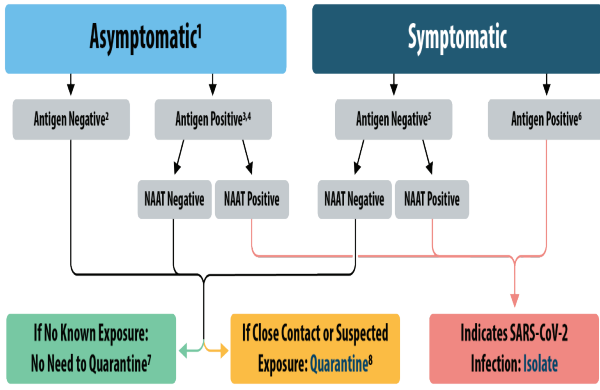 Asymptomatic¹
Symptomatic
Antigen Negative²
Antigen Positive³,⁴
Antigen Negative⁵
Antigen Positive⁶
NAAT Negative
NAAT Positive
NAAT Negative
NAAT Positive
If No Known Exposure:
No Need to Quarantine⁷
If Close Contact or Suspected
Exposure: Quarantine⁸
Indicates SARS-CoV-2
Infection: Isolate